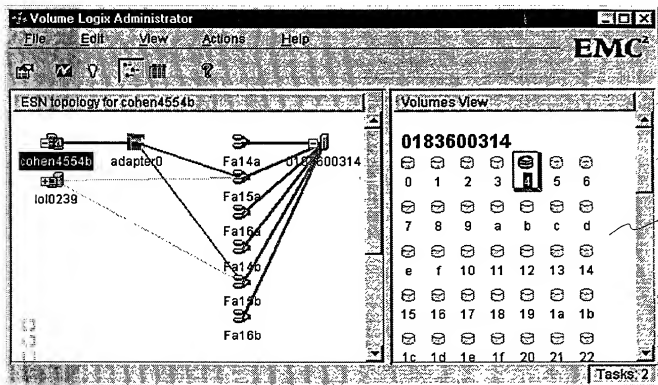 Volume Logix Administrator
File Edit View Actions Help
EMC²
ESN topology for cohen4554b
cohen4554b adapter0 Fa14a 0183600314
lol0239 Fa15a
Fa16a
Fa14b
Fa15b
Fa16b
Volumes View
0183600314
0 1 2 3 4 5 6
7 8 9 a b c d
e f 10 11 12 13 14
15 16 17 18 19 1a 1b
1c 1d 1e 1f 20 21 22
Tasks: 2